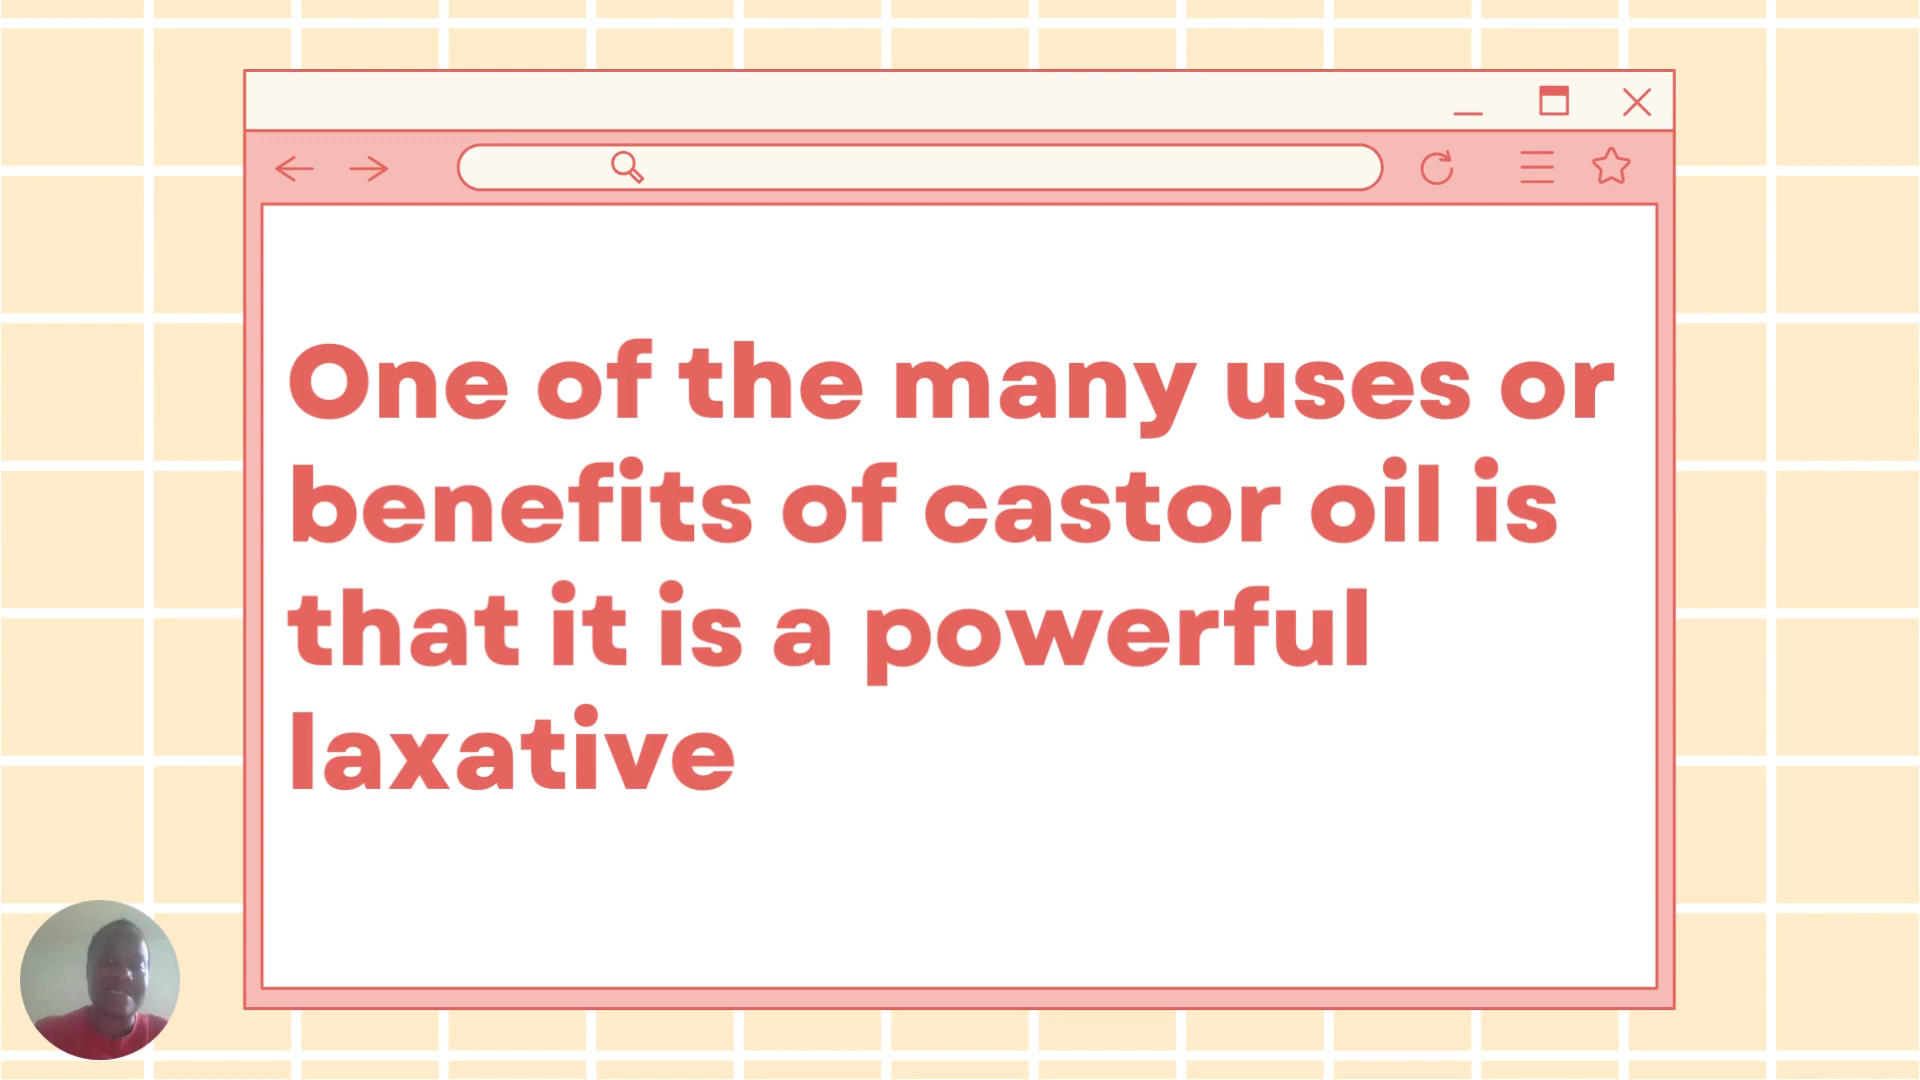 One of the many uses or
benefits of castor oil is
that it is a powerful
laxative